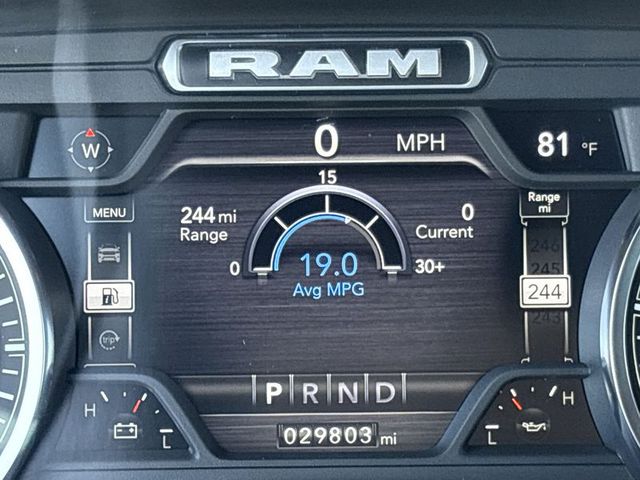 RAM
W
0 MPH
81 °F
15
MENU
244 mi
Range
0
Current
Range
mi
246
245
244
243
0
19.0
30+
Avg MPG
trip
PRND
H
L
029803 mi
L
H